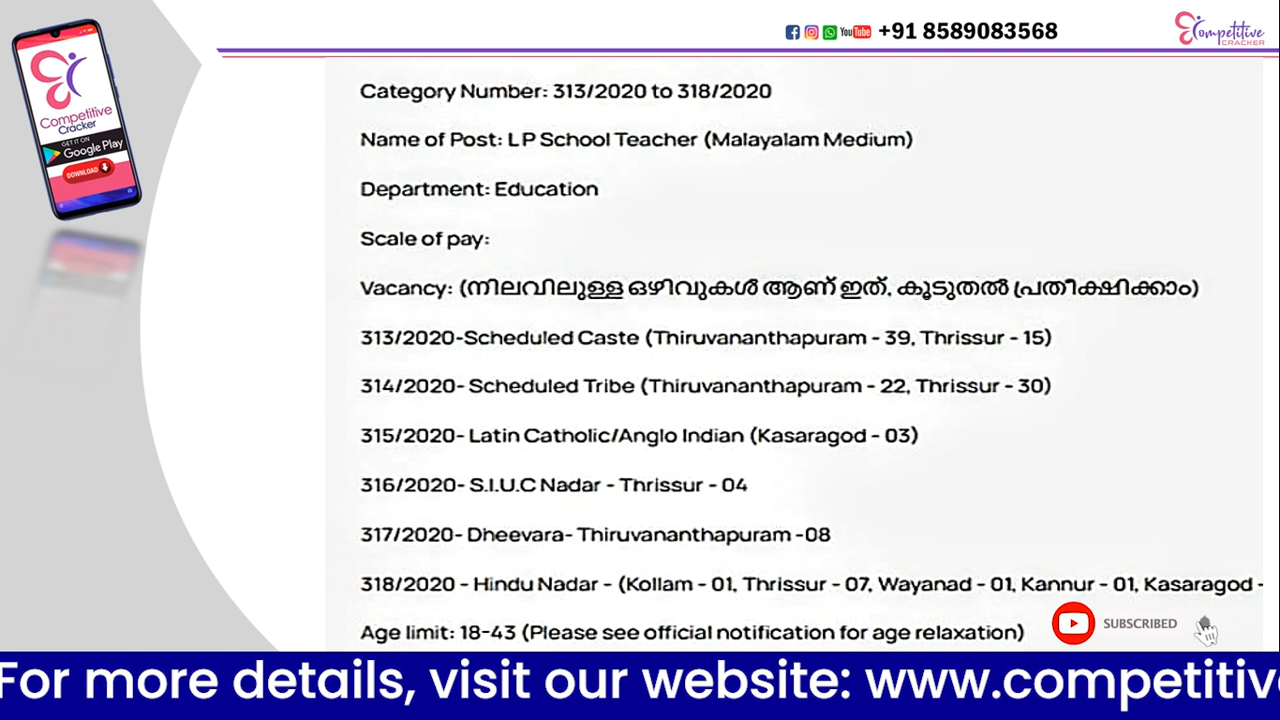 +91 8589083568
Competitive
CRACKER
YouTube
Competitive
Cracker
GET IT ON
Google Play
DOWNLOAD
Category Number: 313/2020 to 318/2020
Name of Post: LP School Teacher (Malayalam Medium)
Department: Education
Scale of pay:
Vacancy: (നിലവിലുള്ള ഒഴിവുകൾ ആണ് ഇത്, കൂടുതൽ പ്രതീക്ഷിക്കാം)
313/2020-Scheduled Caste (Thiruvananthapuram - 39, Thrissur - 15)
314/2020- Scheduled Tribe (Thiruvananthapuram - 22, Thrissur - 30)
315/2020- Latin Catholic/Anglo Indian (Kasaragod - 03)
316/2020- S.I.U.C Nadar - Thrissur - 04
317/2020- Dheevara- Thiruvananthapuram -08
318/2020 - Hindu Nadar - (Kollam - 01, Thrissur - 07, Wayanad - 01, Kannur - 01, Kasaragod -
Age limit: 18-43 (Please see official notification for age relaxation)
SUBSCRIBED
For more details, visit our website: www.competitive